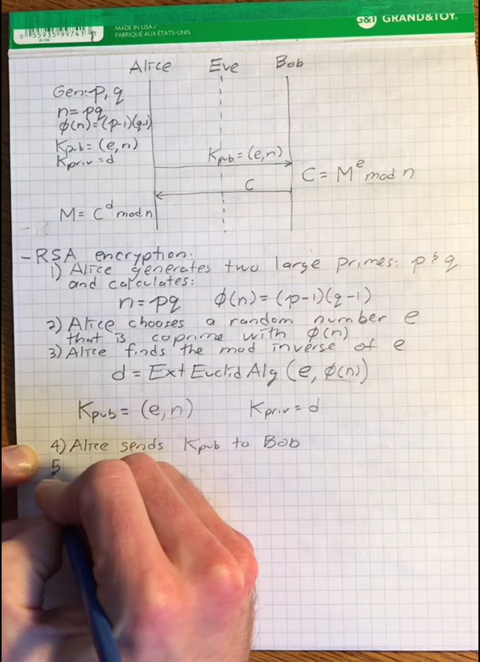 G&T GRAND&TOY.
MADE IN USA/
FABRIQUÉ AUX ÉTATS-UNIS
Alice Eve Bob
Gen: p, q
n=pq
ϕ(n)=(p-1)(q-1)
Kpub=(e,n)
Kpriv=d
Kpub=(e,n)
C=M^e mod n
C
M=C^d mod n
-RSA encryption:
1) Alice generates two large primes: p & q
and calculates:
n=pq ϕ(n)=(p-1)(q-1)
2) Alice chooses a random number e
that is coprime with ϕ(n)
3) Alice finds the mod inverse of e
d=Ext Euclid Alg (e, ϕ(n))
Kpub=(e,n) Kpriv=d
4) Alice sends Kpub to Bob
5